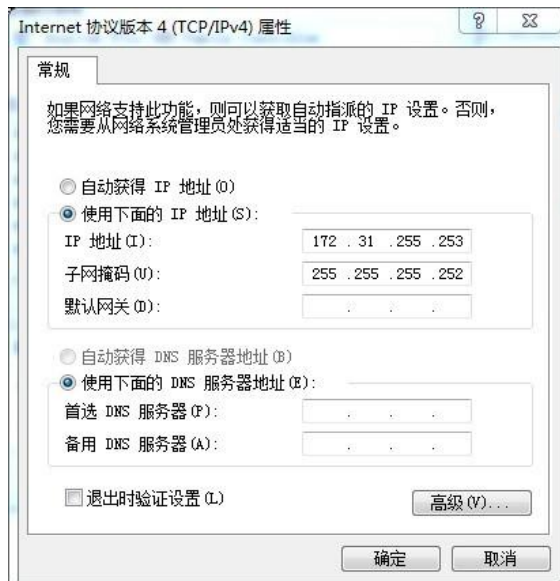 Internet 协议版本 4 (TCP/IPv4) 属性
常规
如果网络支持此功能，则可以获取自动指派的 IP 设置。否则，
您需要从网络系统管理员处获得适当的 IP 设置。
自动获得 IP 地址(O)
使用下面的 IP 地址(S):
IP 地址(I): 172 . 31 . 255 . 253
子网掩码(U): 255 . 255 . 255 . 252
默认网关(D): . . .
自动获得 DNS 服务器地址(B)
使用下面的 DNS 服务器地址(E):
首选 DNS 服务器(P): . . .
备用 DNS 服务器(A): . . .
退出时验证设置(L)
高级(V)...
确定 取消